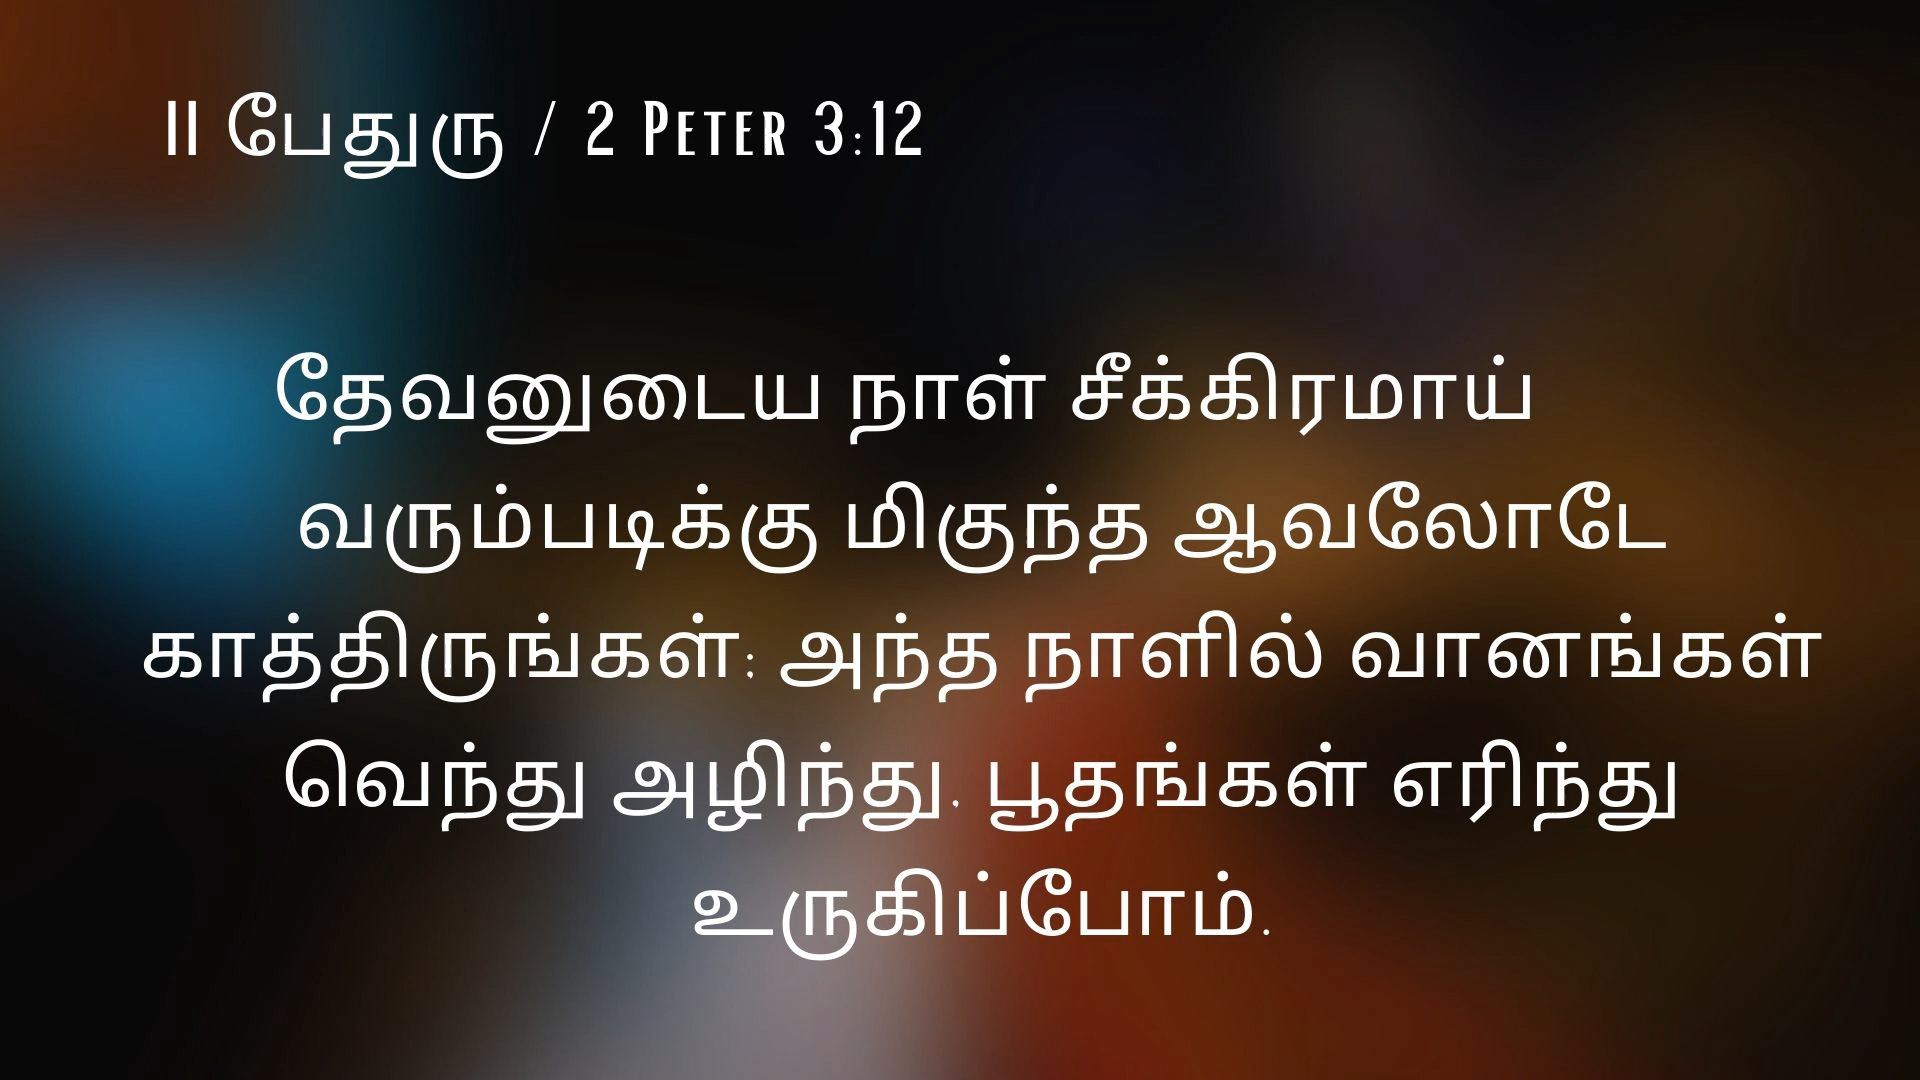 II பேதுரு / 2 Peter 3:12
தேவனுடைய நாள் சீக்கிரமாய்
வரும்படிக்கு மிகுந்த ஆவலோடே
காத்திருங்கள்; அந்த நாளில் வானங்கள்
வெந்து அழிந்து, பூதங்கள் எரிந்து
உருகிப்போம்.